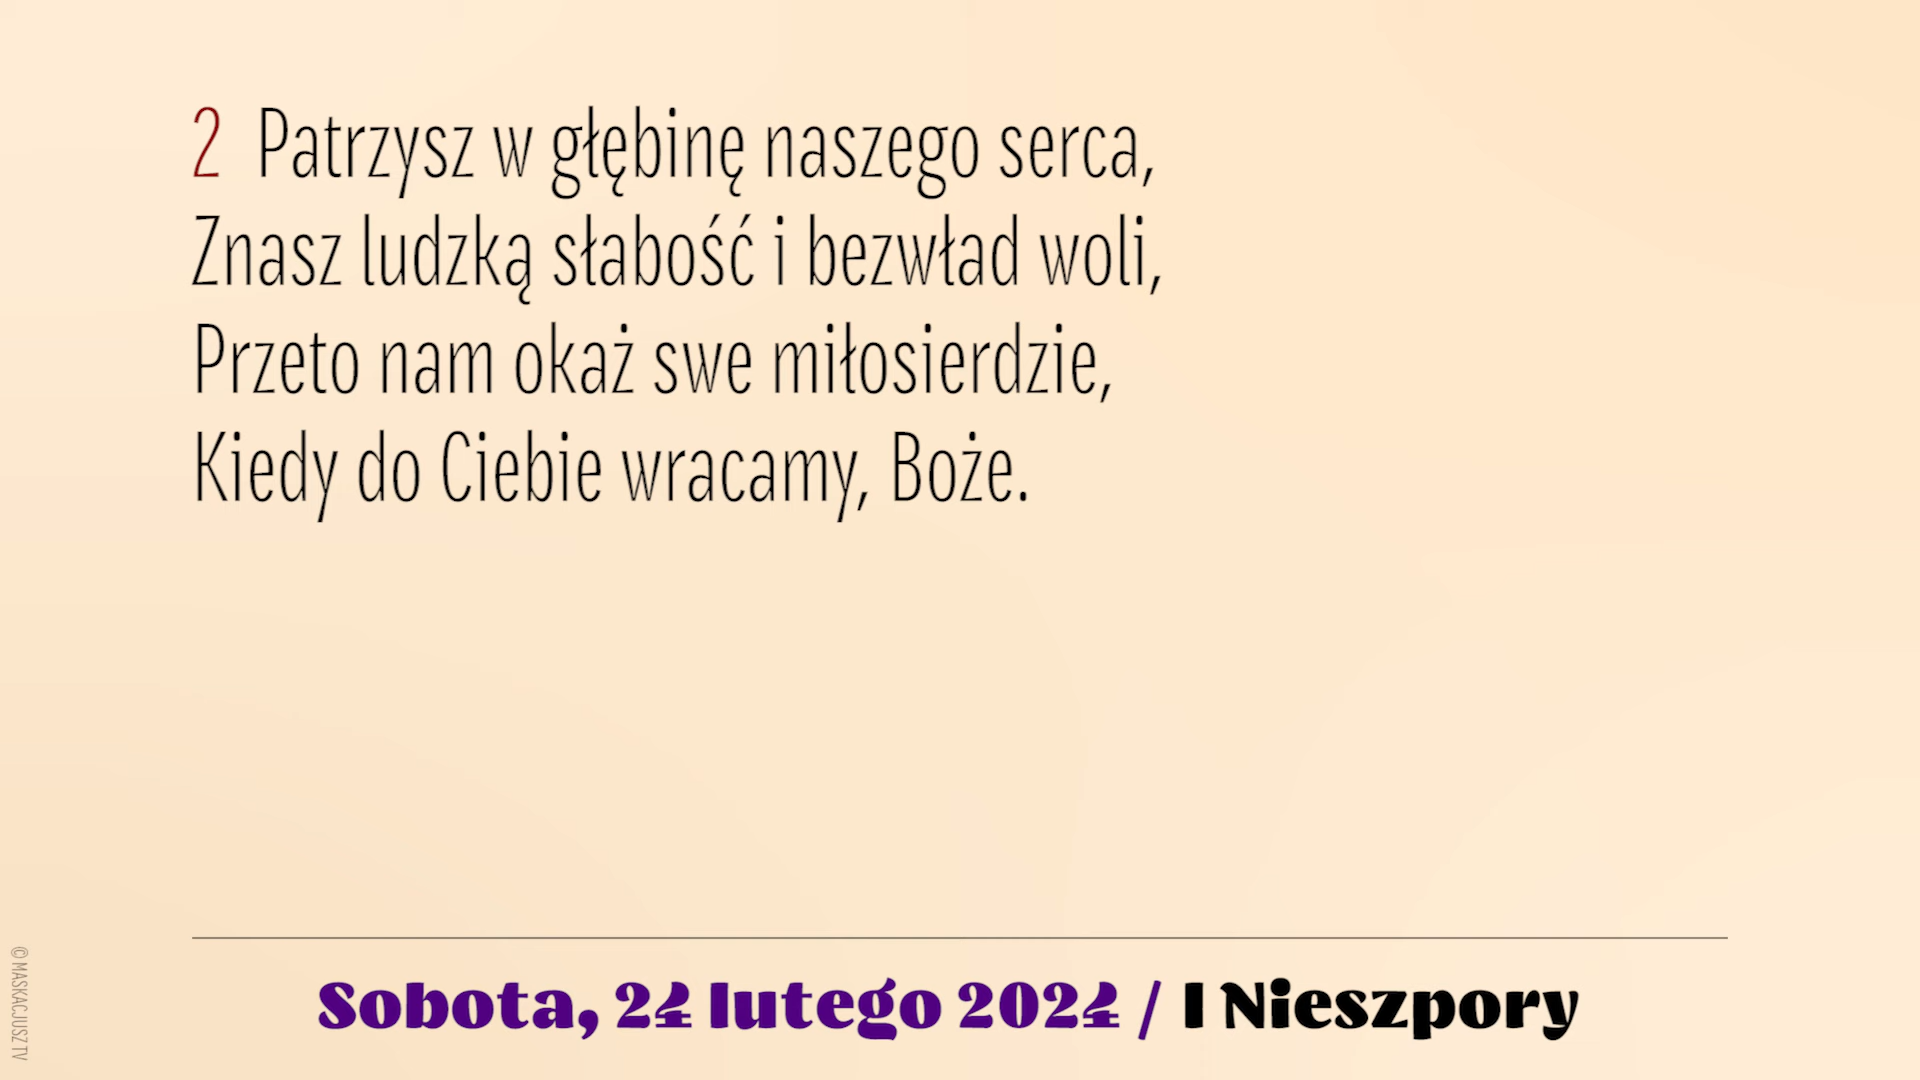 2 Patrzysz w głębinę naszego serca,
Znasz ludzką słabość i bezwład woli,
Przeto nam okaż swe miłosierdzie,
Kiedy do Ciebie wracamy, Boże.
Sobota, 24 lutego 2024 / I Nieszpory
© MASKACJUSZ TV